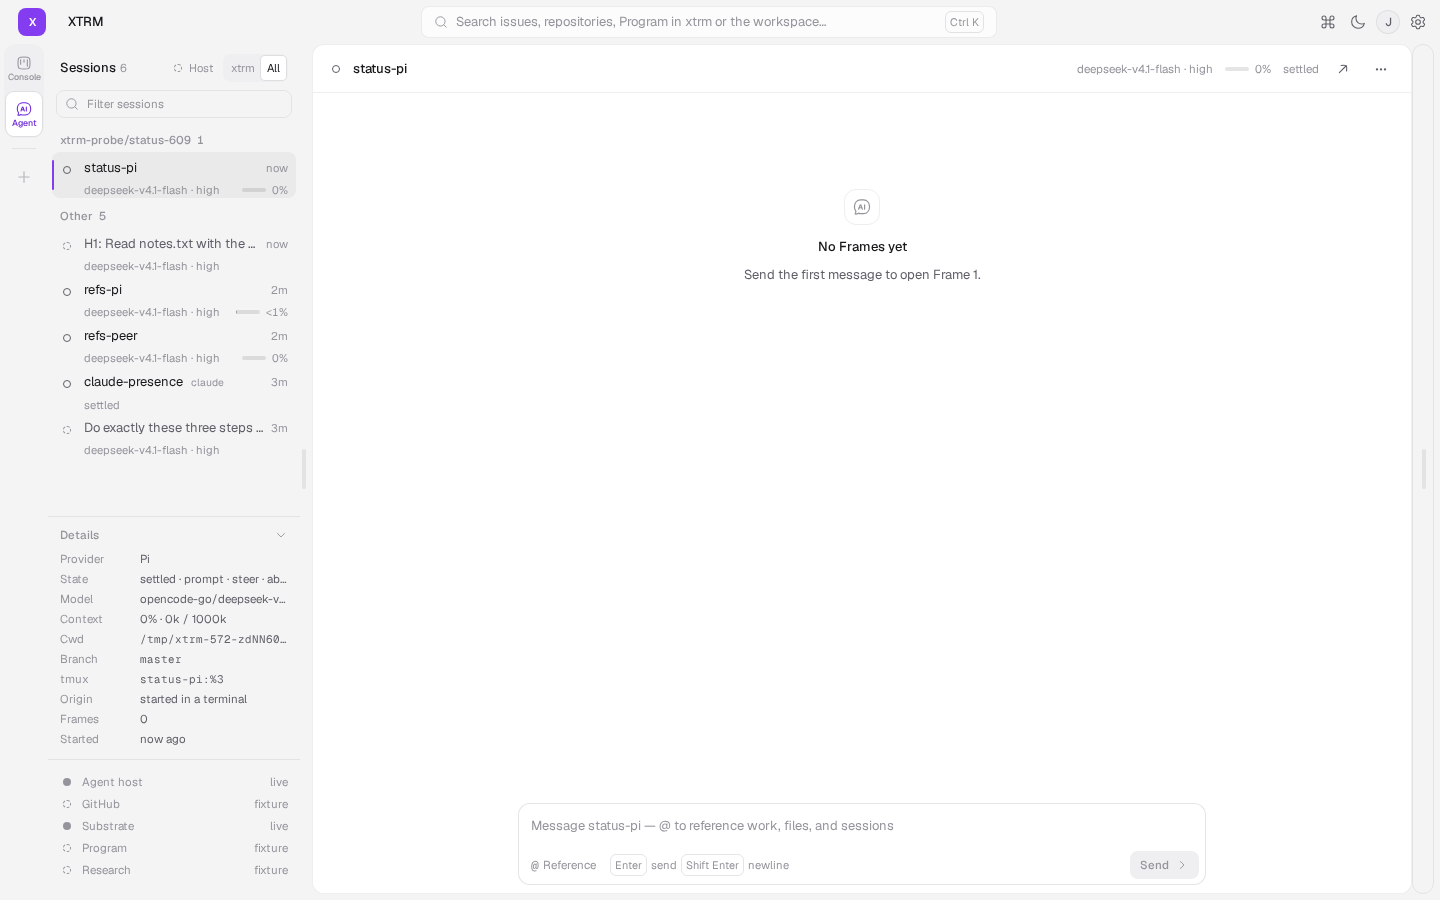 X XTRM Search issues, repositories, Program in xtrm or the workspace... Ctrl K J
Console
Agent
Sessions 6 Host xtrm All
Filter sessions
xtrm-probe/status-609 1
status-pi now
deepseek-v4.1-flash · high 0%
Other 5
H1: Read notes.txt with the ... now
deepseek-v4.1-flash · high
refs-pi 2m
deepseek-v4.1-flash · high <1%
refs-peer 2m
deepseek-v4.1-flash · high 0%
claude-presence claude 3m
settled
Do exactly these three steps ... 3m
deepseek-v4.1-flash · high
Details
Provider Pi
State settled · prompt · steer · ab...
Model opencode-go/deepseek-v...
Context 0% · 0k / 1000k
Cwd /tmp/xtrm-572-zdNN60...
Branch master
tmux status-pi:%3
Origin started in a terminal
Frames 0
Started now ago
Agent host live
GitHub fixture
Substrate live
Program fixture
Research fixture
status-pi deepseek-v4.1-flash · high 0% settled
AI
No Frames yet
Send the first message to open Frame 1.
Message status-pi — @ to reference work, files, and sessions
@ Reference Enter send Shift Enter newline Send